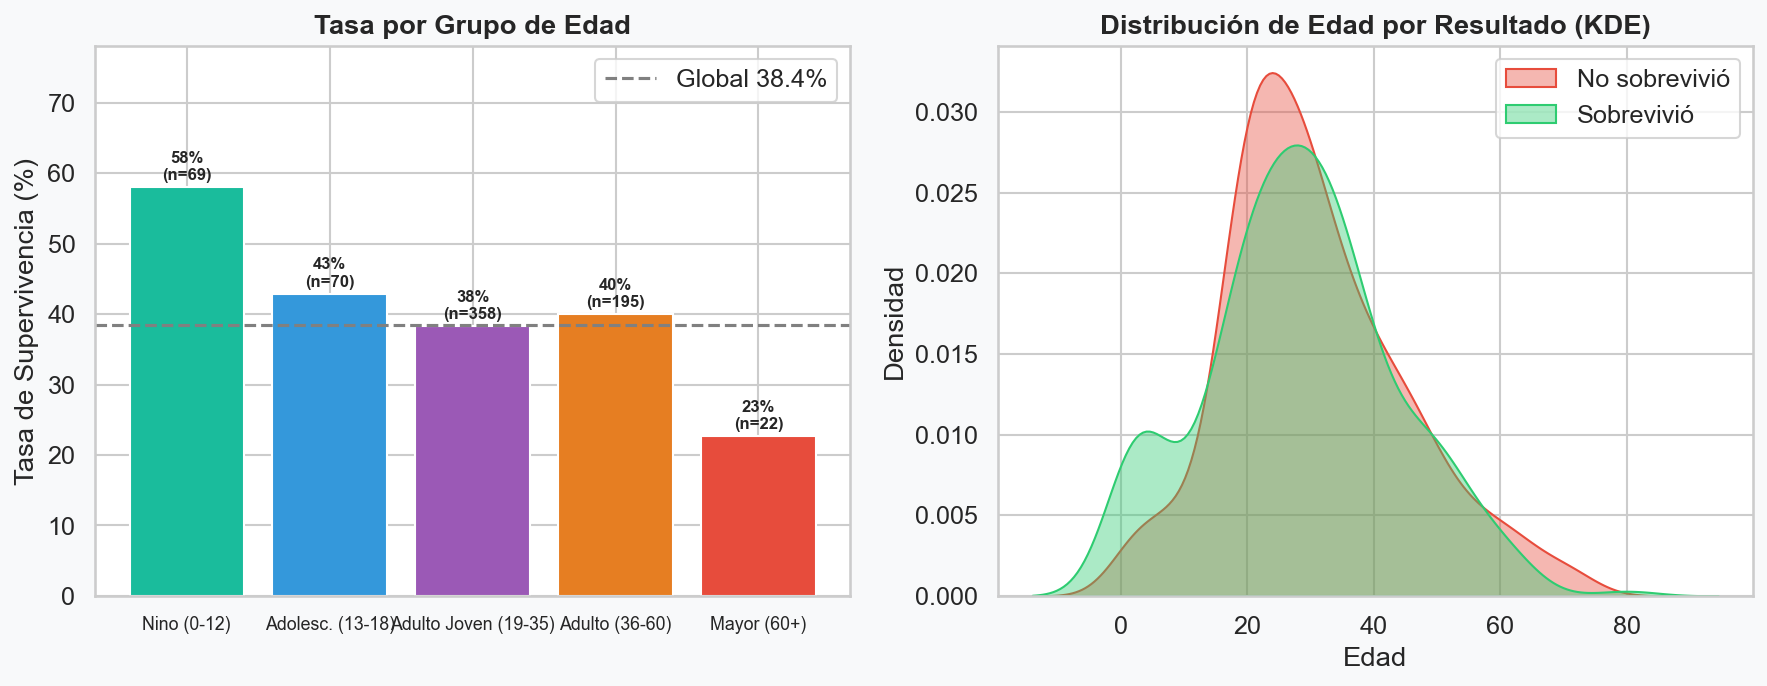 Tasa por Grupo de Edad
Tasa de Supervivencia (%)
70
60
50
40
30
20
10
0
Global 38.4%
58%
(n=69)
43%
(n=70)
38%
(n=358)
40%
(n=195)
23%
(n=22)
Nino (0-12)
Adolesc. (13-18)
Adulto Joven (19-35)
Adulto (36-60)
Mayor (60+)
Distribución de Edad por Resultado (KDE)
Densidad
0.030
0.025
0.020
0.015
0.010
0.005
0.000
No sobrevivió
Sobrevivió
0
20
40
60
80
Edad